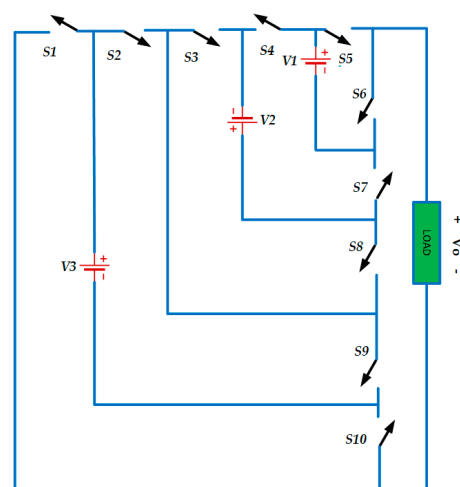 S1
S2
S3
S4
V1
+
-
S5
S6
-
+
V2
S7
S8
LOAD
+ Vo -
V3
+
-
S9
S10